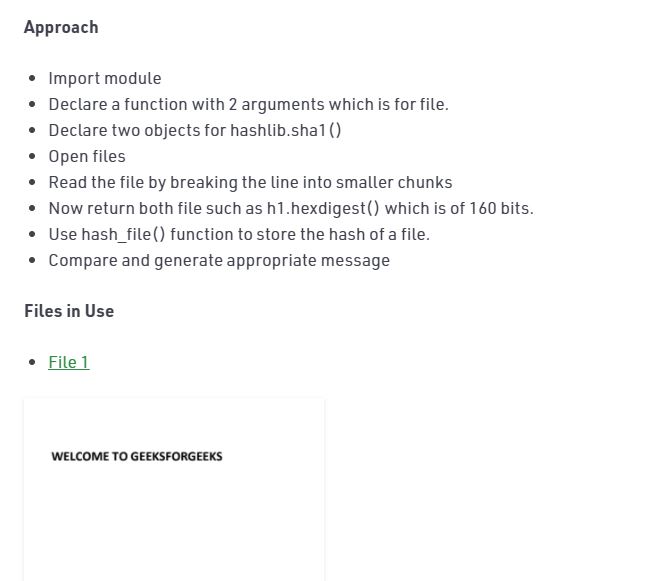 Approach
Import module
Declare a function with 2 arguments which is for file.
Declare two objects for hashlib.sha1()
Open files
Read the file by breaking the line into smaller chunks
Now return both file such as h1.hexdigest() which is of 160 bits.
Use hash_file() function to store the hash of a file.
Compare and generate appropriate message
Files in Use
File 1
WELCOME TO GEEKSFORGEEKS